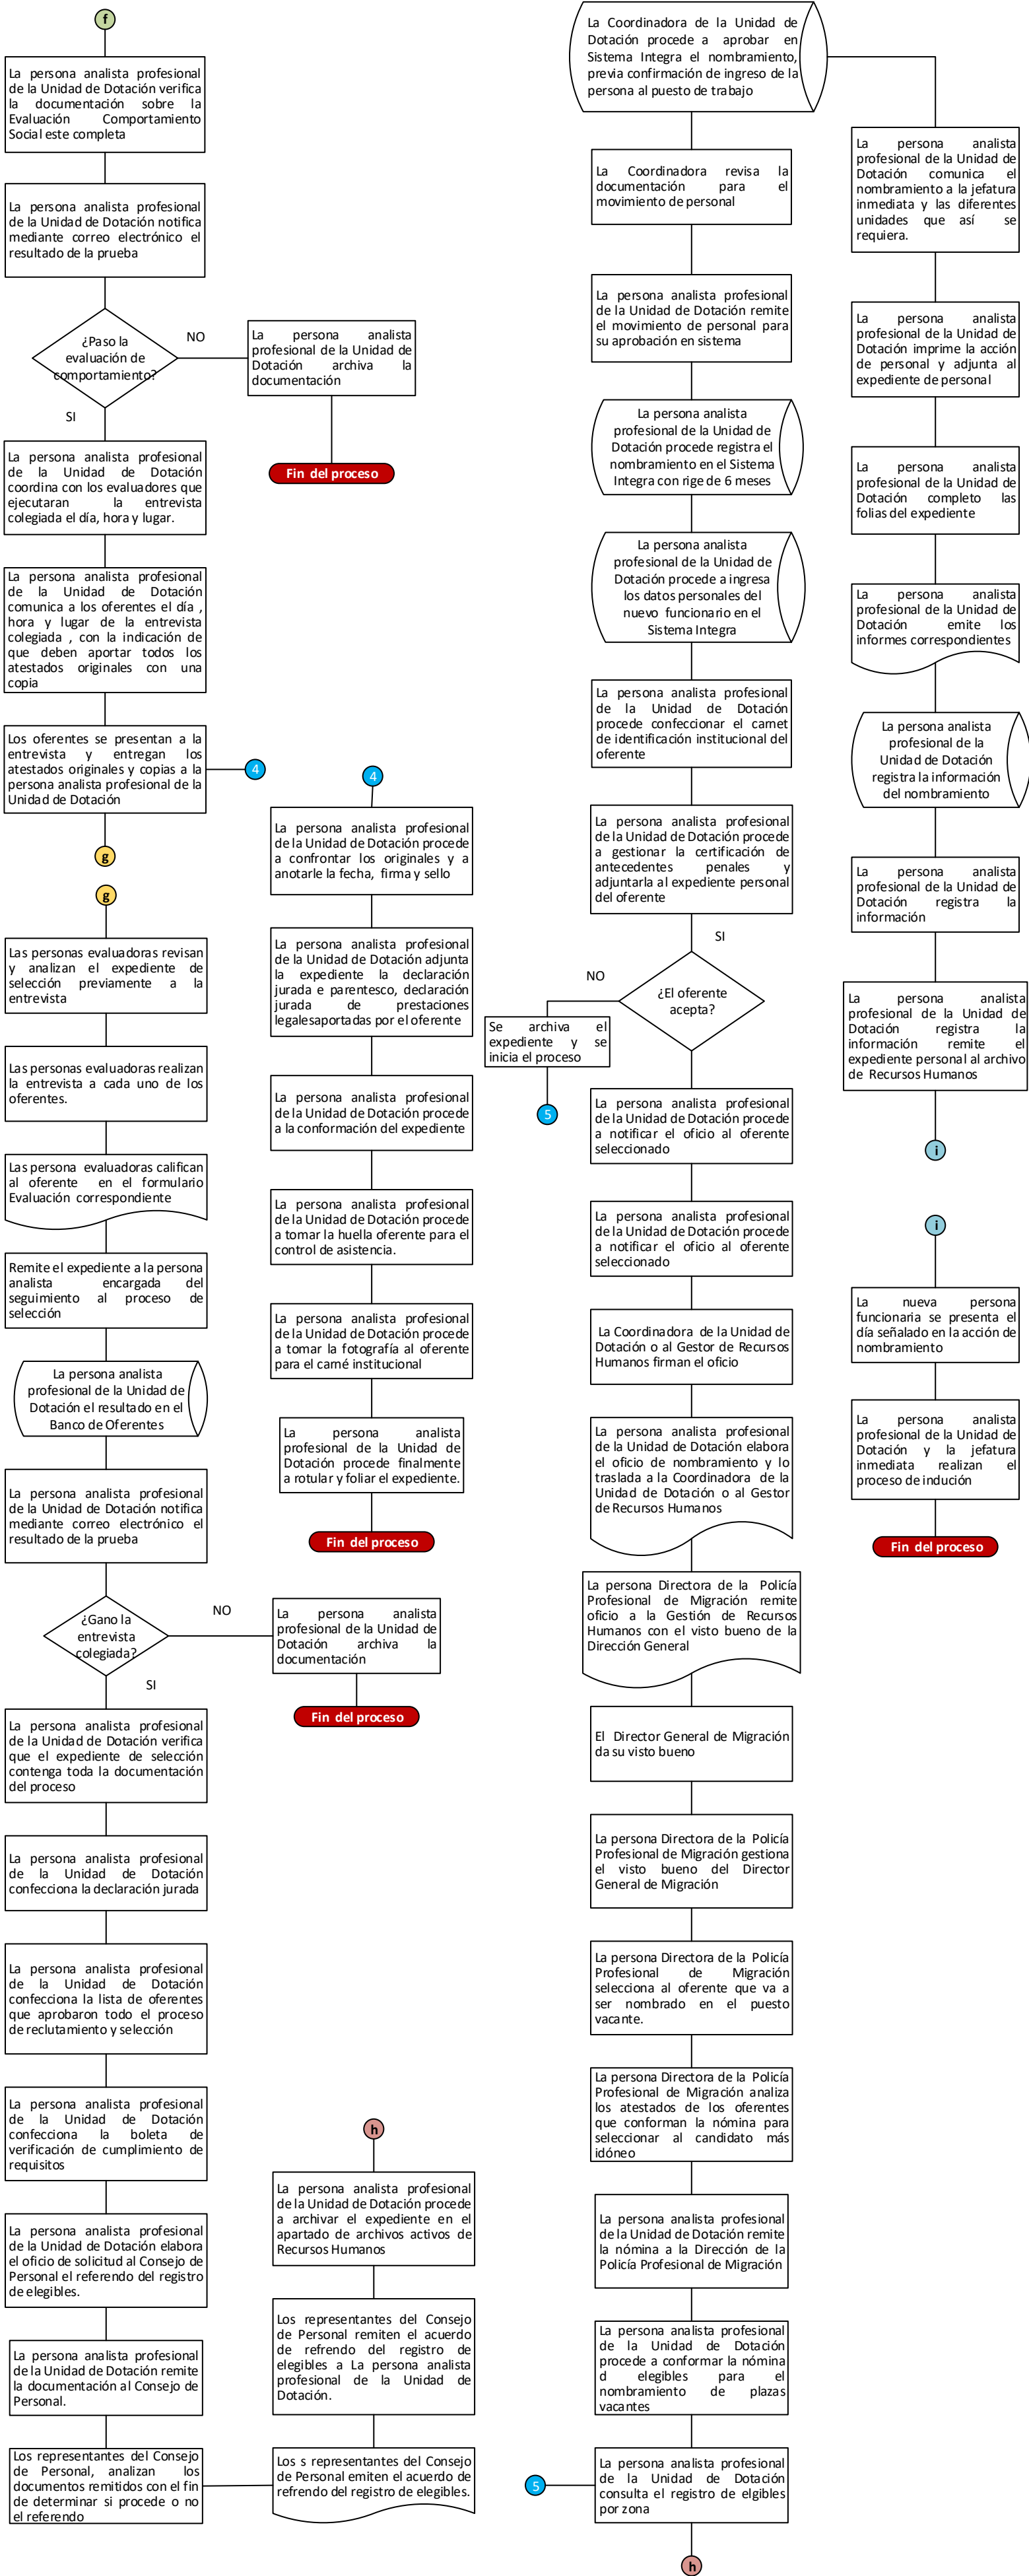 f
La persona analista profesional
de la Unidad de Dotación verifica
la documentación sobre la
Evaluación Comportamiento
Social este completa
La persona analista profesional
de la Unidad de Dotación notifica
mediante correo electrónico el
resultado de la prueba
¿Paso la
evaluación de
comportamiento?
NO
La persona analista
profesional de la Unidad de
Dotación archiva la
documentación
Fin del proceso
SI
La persona analista profesional
de la Unidad de Dotación
coordina con los evaluadores que
ejecutaran la entrevista
colegiada el día, hora y lugar.
La persona analista profesional
de la Unidad de Dotación
comunica a los oferentes el día ,
hora y lugar de la entrevista
colegiada , con la indicación de
que deben aportar todos los
atestados originales con una
copia
Los oferentes se presentan a la
entrevista y entregan los
atestados originales y copias a la
persona analista profesional de la
Unidad de Dotación
4
g
g
Las personas evaluadoras revisan
y analizan el expediente de
selección previamente a la
entrevista
Las personas evaluadoras realizan
la entrevista a cada uno de los
oferentes.
Las persona evaluadoras califican
al oferente en el formulario
Evaluación correspondiente
Remite el expediente a la persona
analista encargada del
seguimiento al proceso de
selección
La persona analista
profesional de la Unidad de
Dotación el resultado en el
Banco de Oferentes
La persona analista profesional
de la Unidad de Dotación notifica
mediante correo electrónico el
resultado de la prueba
¿Gano la
entrevista
colegiada?
NO
La persona analista
profesional de la Unidad de
Dotación archiva la
documentación
Fin del proceso
SI
La persona analista profesional
de la Unidad de Dotación verifica
que el expediente de selección
contenga toda la documentación
del proceso
La persona analista profesional
de la Unidad de Dotación
confecciona la declaración jurada
La persona analista profesional
de la Unidad de Dotación
confecciona la lista de oferentes
que aprobaron todo el proceso
de reclutamiento y selección
La persona analista profesional
de la Unidad de Dotación
confecciona la boleta de
verificación de cumplimiento de
requisitos
La persona analista profesional
de la Unidad de Dotación elabora
el oficio de solicitud al Consejo de
Personal el referendo del registro
de elegibles.
La persona analista profesional
de la Unidad de Dotación remite
la documentación al Consejo de
Personal.
Los representantes del Consejo
de Personal, analizan los
documentos remitidos con el fin
de determinar si procede o no
el referendo
4
La persona analista profesional
de la Unidad de Dotación procede
a confrontar los originales y a
anotarle la fecha, firma y sello
La persona analista profesional
de la Unidad de Dotación adjunta
la expediente la declaración
jurada e parentesco, declaración
jurada de prestaciones
legalesaportadas por el oferente
La persona analista profesional
de la Unidad de Dotación procede
a la conformación del expediente
La persona analista profesional
de la Unidad de Dotación procede
a tomar la huella oferente para el
control de asistencia.
La persona analista profesional
de la Unidad de Dotación procede
a tomar la fotografía al oferente
para el carné institucional
La persona analista
profesional de la Unidad de
Dotación procede finalmente
a rotular y foliar el expediente.
Fin del proceso
h
La persona analista profesional
de la Unidad de Dotación procede
a archivar el expediente en el
apartado de archivos activos de
Recursos Humanos
Los representantes del Consejo
de Personal remiten el acuerdo
de refrendo del registro de
elegibles a La persona analista
profesional de la Unidad de
Dotación.
Los s representantes del Consejo
de Personal emiten el acuerdo de
refrendo del registro de elegibles.
La Coordinadora de la Unidad de
Dotación procede a aprobar en
Sistema Integra el nombramiento,
previa confirmación de ingreso de la
persona al puesto de trabajo
La Coordinadora revisa la
documentación para el
movimiento de personal
La persona analista profesional
de la Unidad de Dotación remite
el movimiento de personal para
su aprobación en sistema
La persona analista
profesional de la Unidad de
Dotación procede registra el
nombramiento en el Sistema
Integra con rige de 6 meses
La persona analista
profesional de la Unidad de
Dotación procede a ingresa
los datos personales del
nuevo funcionario en el
Sistema Integra
La persona analista profesional
de la Unidad de Dotación
procede confeccionar el carnet
de identificación institucional del
oferente
La persona analista profesional
de la Unidad de Dotación procede
a gestionar la certificación de
antecedentes penales y
adjuntarla al expediente personal
del oferente
SI
NO
¿El oferente
acepta?
Se archiva el
expediente y se
inicia el proceso
5
La persona analista profesional
de la Unidad de Dotación procede
a notificar el oficio al oferente
seleccionado
La persona analista profesional
de la Unidad de Dotación procede
a notificar el oficio al oferente
seleccionado
La Coordinadora de la Unidad de
Dotación o al Gestor de Recursos
Humanos firman el oficio
La persona analista profesional
de la Unidad de Dotación elabora
el oficio de nombramiento y lo
traslada a la Coordinadora de la
Unidad de Dotación o al Gestor
de Recursos Humanos
La persona Directora de la Policía
Profesional de Migración remite
oficio a la Gestión de Recursos
Humanos con el visto bueno de la
Dirección General
El Director General de Migración
da su visto bueno
La persona Directora de la Policía
Profesional de Migración gestiona
el visto bueno del Director
General de Migración
La persona Directora de la Policía
Profesional de Migración
selecciona al oferente que va a
ser nombrado en el puesto
vacante.
La persona Directora de la Policía
Profesional de Migración analiza
los atestados de los oferentes
que conforman la nómina para
seleccionar al candidato más
idóneo
La persona analista profesional
de la Unidad de Dotación remite
la nómina a la Dirección de la
Policía Profesional de Migración
La persona analista profesional
de la Unidad de Dotación
procede a conformar la nómina
d elegibles para el
nombramiento de plazas
vacantes
5
La persona analista profesional
de la Unidad de Dotación
consulta el registro de elgibles
por zona
h
La persona analista
profesional de la Unidad de
Dotación comunica el
nombramiento a la jefatura
inmediata y las diferentes
unidades que así se
requiera.
La persona analista
profesional de la Unidad de
Dotación imprime la acción
de personal y adjunta al
expediente de personal
La persona analista
profesional de la Unidad de
Dotación completo las
folias del expediente
La persona analista
profesional de la Unidad de
Dotación emite los
informes correspondientes
La persona analista
profesional de la
Unidad de Dotación
registra la información
del nombramiento
La persona analista
profesional de la Unidad de
Dotación registra la
información
La persona analista
profesional de la Unidad de
Dotación registra la
información remite el
expediente personal al archivo
de Recursos Humanos
i
i
La nueva persona
funcionaria se presenta el
día señalado en la acción de
nombramiento
La persona analista
profesional de la Unidad de
Dotación y la jefatura
inmediata realizan el
proceso de indución
Fin del proceso